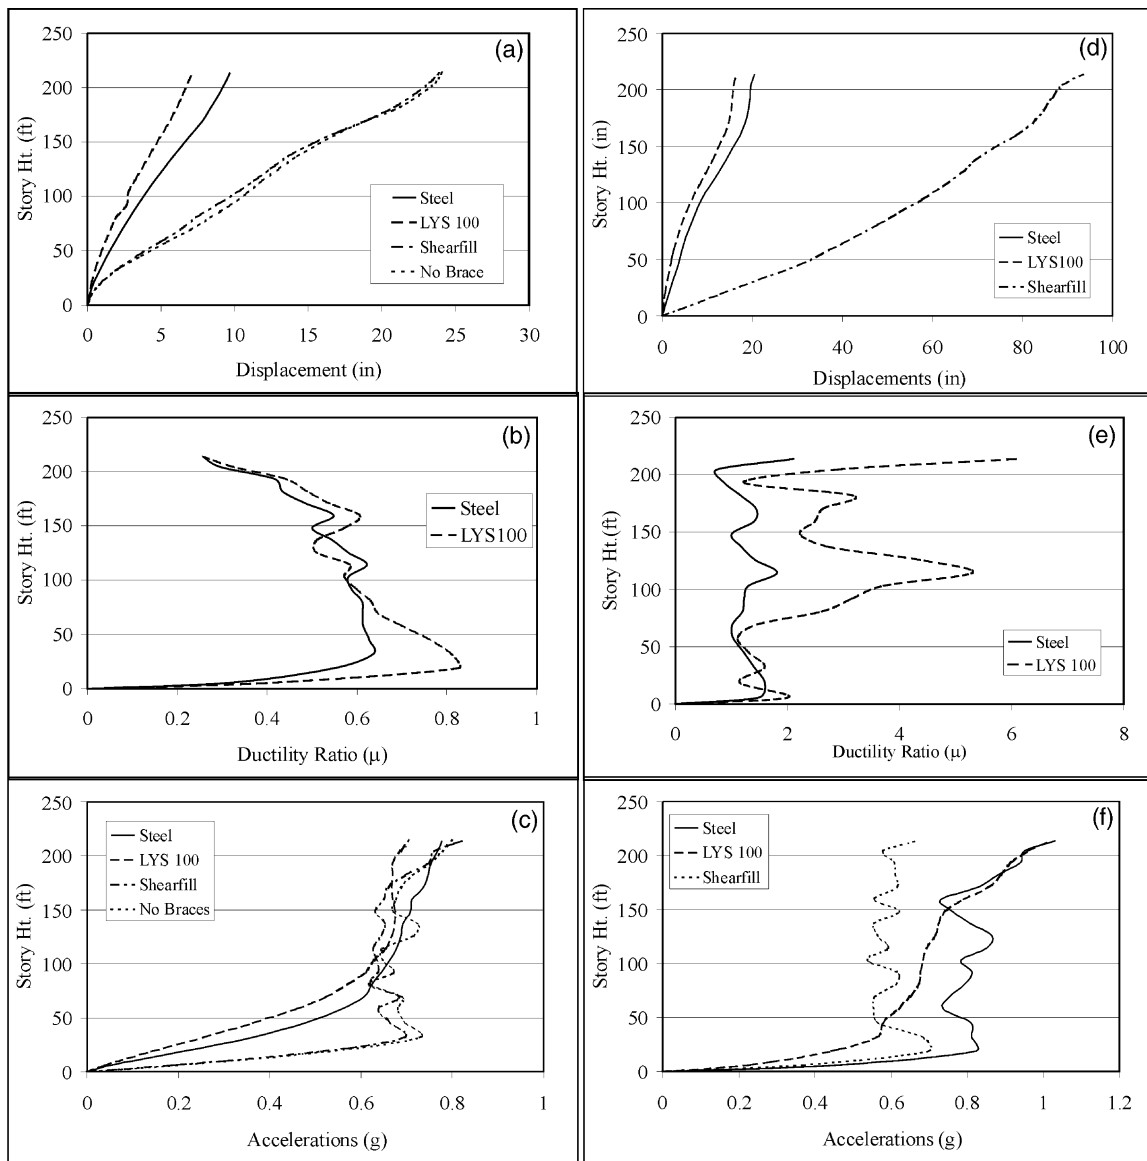 (a)
250
200
150
100
50
0
Story Ht. (ft)
Steel
LYS 100
Shearfill
No Brace
0 5 10 15 20 25 30
Displacement (in)
(d)
250
200
150
100
50
0
Story Ht. (in)
Steel
LYS100
Shearfill
0 20 40 60 80 100
Displacements (in)
(b)
250
200
150
100
50
0
Story Ht. (ft)
Steel
LYS100
0 0.2 0.4 0.6 0.8 1
Ductility Ratio (μ)
(e)
250
200
150
100
50
0
Story Ht.(ft)
Steel
LYS 100
0 2 4 6 8
Ductility Ratio (μ)
(c)
250
200
150
100
50
0
Story Ht. (ft)
Steel
LYS 100
Shearfill
No Braces
0 0.2 0.4 0.6 0.8 1
Accelerations (g)
(f)
250
200
150
100
50
0
Story Ht. (ft)
Steel
LYS 100
Shearfill
0 0.2 0.4 0.6 0.8 1 1.2
Accelerations (g)